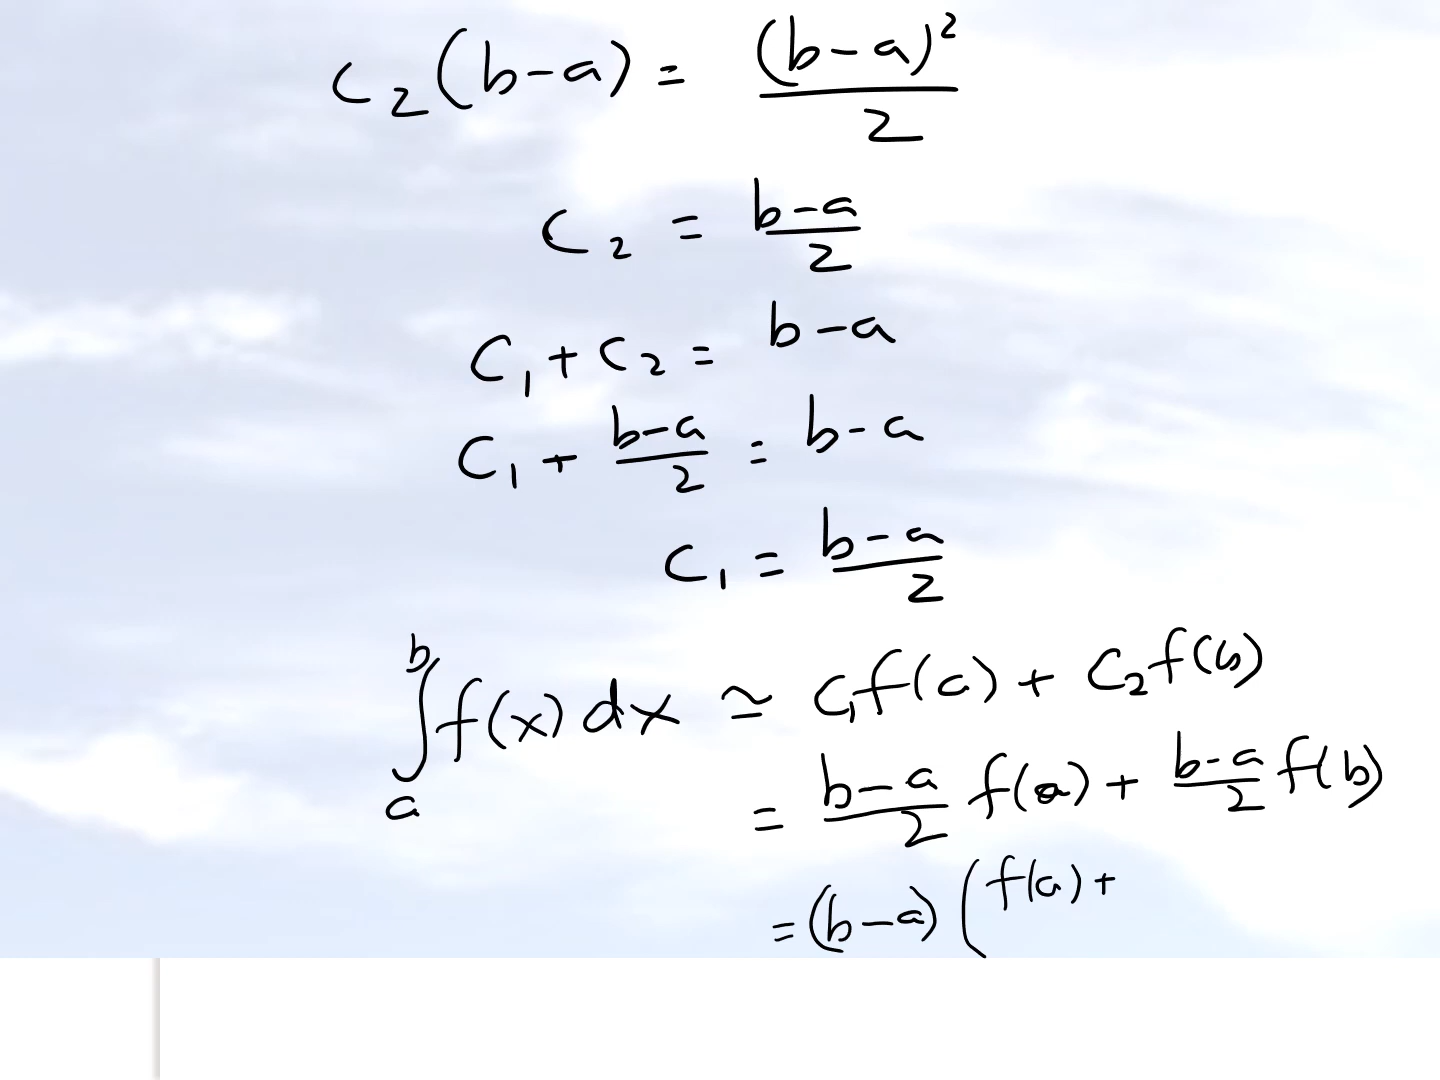 c₂(b-a) = (b-a)²/2
c₂ = b-a/2
c₁ + c₂ = b-a
c₁ + b-a/2 = b-a
c₁ = b-a/2
∫ₐᵇ f(x) dx ≃ c₁f(a) + c₂f(b)
= b-a/2 f(a) + b-a/2 f(b)
= (b-a) (f(a) +